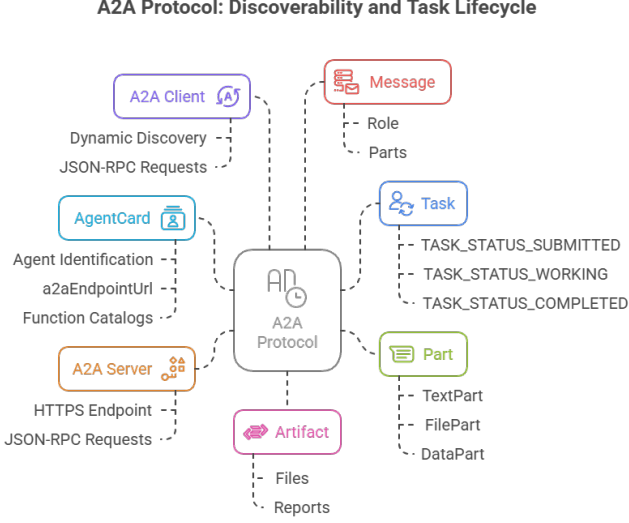 A2A Protocol: Discoverability and Task Lifecycle
A2A Client
Dynamic Discovery
JSON-RPC Requests
AgentCard
Agent Identification
a2aEndpointUrl
Function Catalogs
A2A Server
HTTPS Endpoint
JSON-RPC Requests
A2A
Protocol
Artifact
Files
Reports
Message
Role
Parts
Task
TASK_STATUS_SUBMITTED
TASK_STATUS_WORKING
TASK_STATUS_COMPLETED
Part
TextPart
FilePart
DataPart